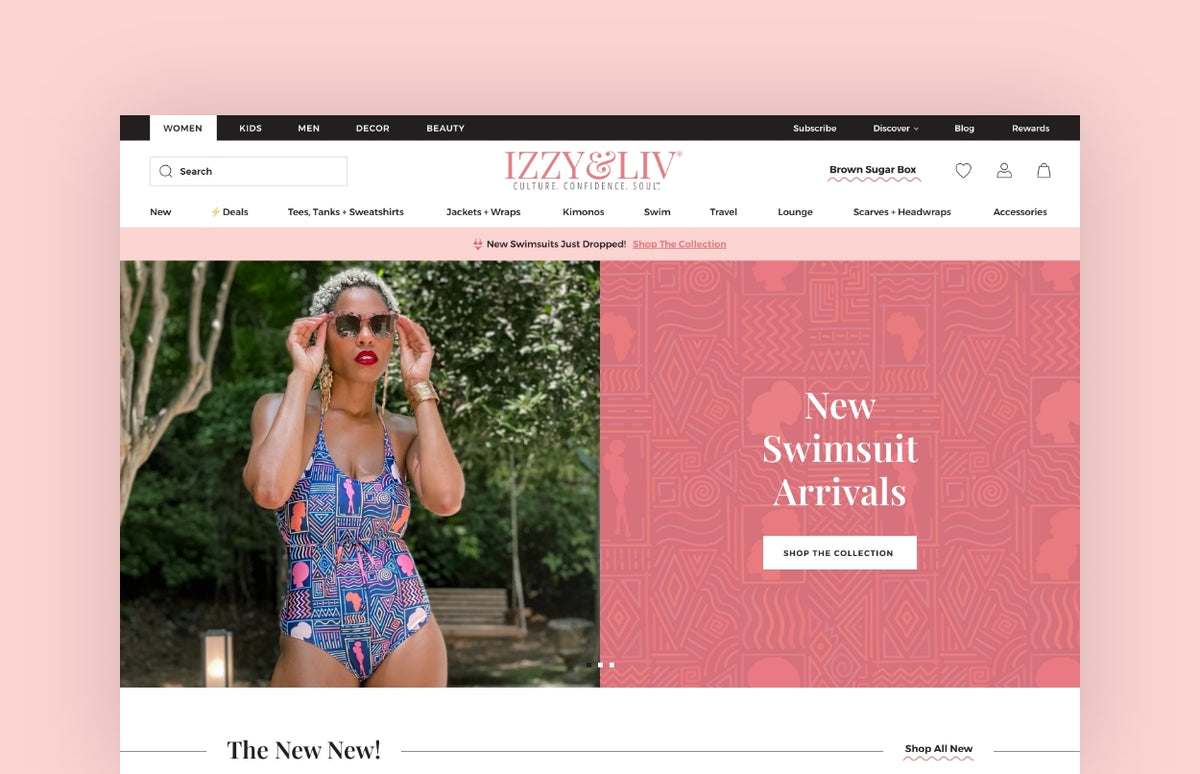 WOMEN KIDS MEN DECOR BEAUTY Subscribe Discover Blog Rewards
Search
IZZY&LIV®
CULTURE. CONFIDENCE. SOUL™
Brown Sugar Box
New ⚡Deals Tees, Tanks + Sweatshirts Jackets + Wraps Kimonos Swim Travel Lounge Scarves + Headwraps Accessories
👙 New Swimsuits Just Dropped! Shop The Collection
New
Swimsuit
Arrivals
SHOP THE COLLECTION
The New New!
Shop All New